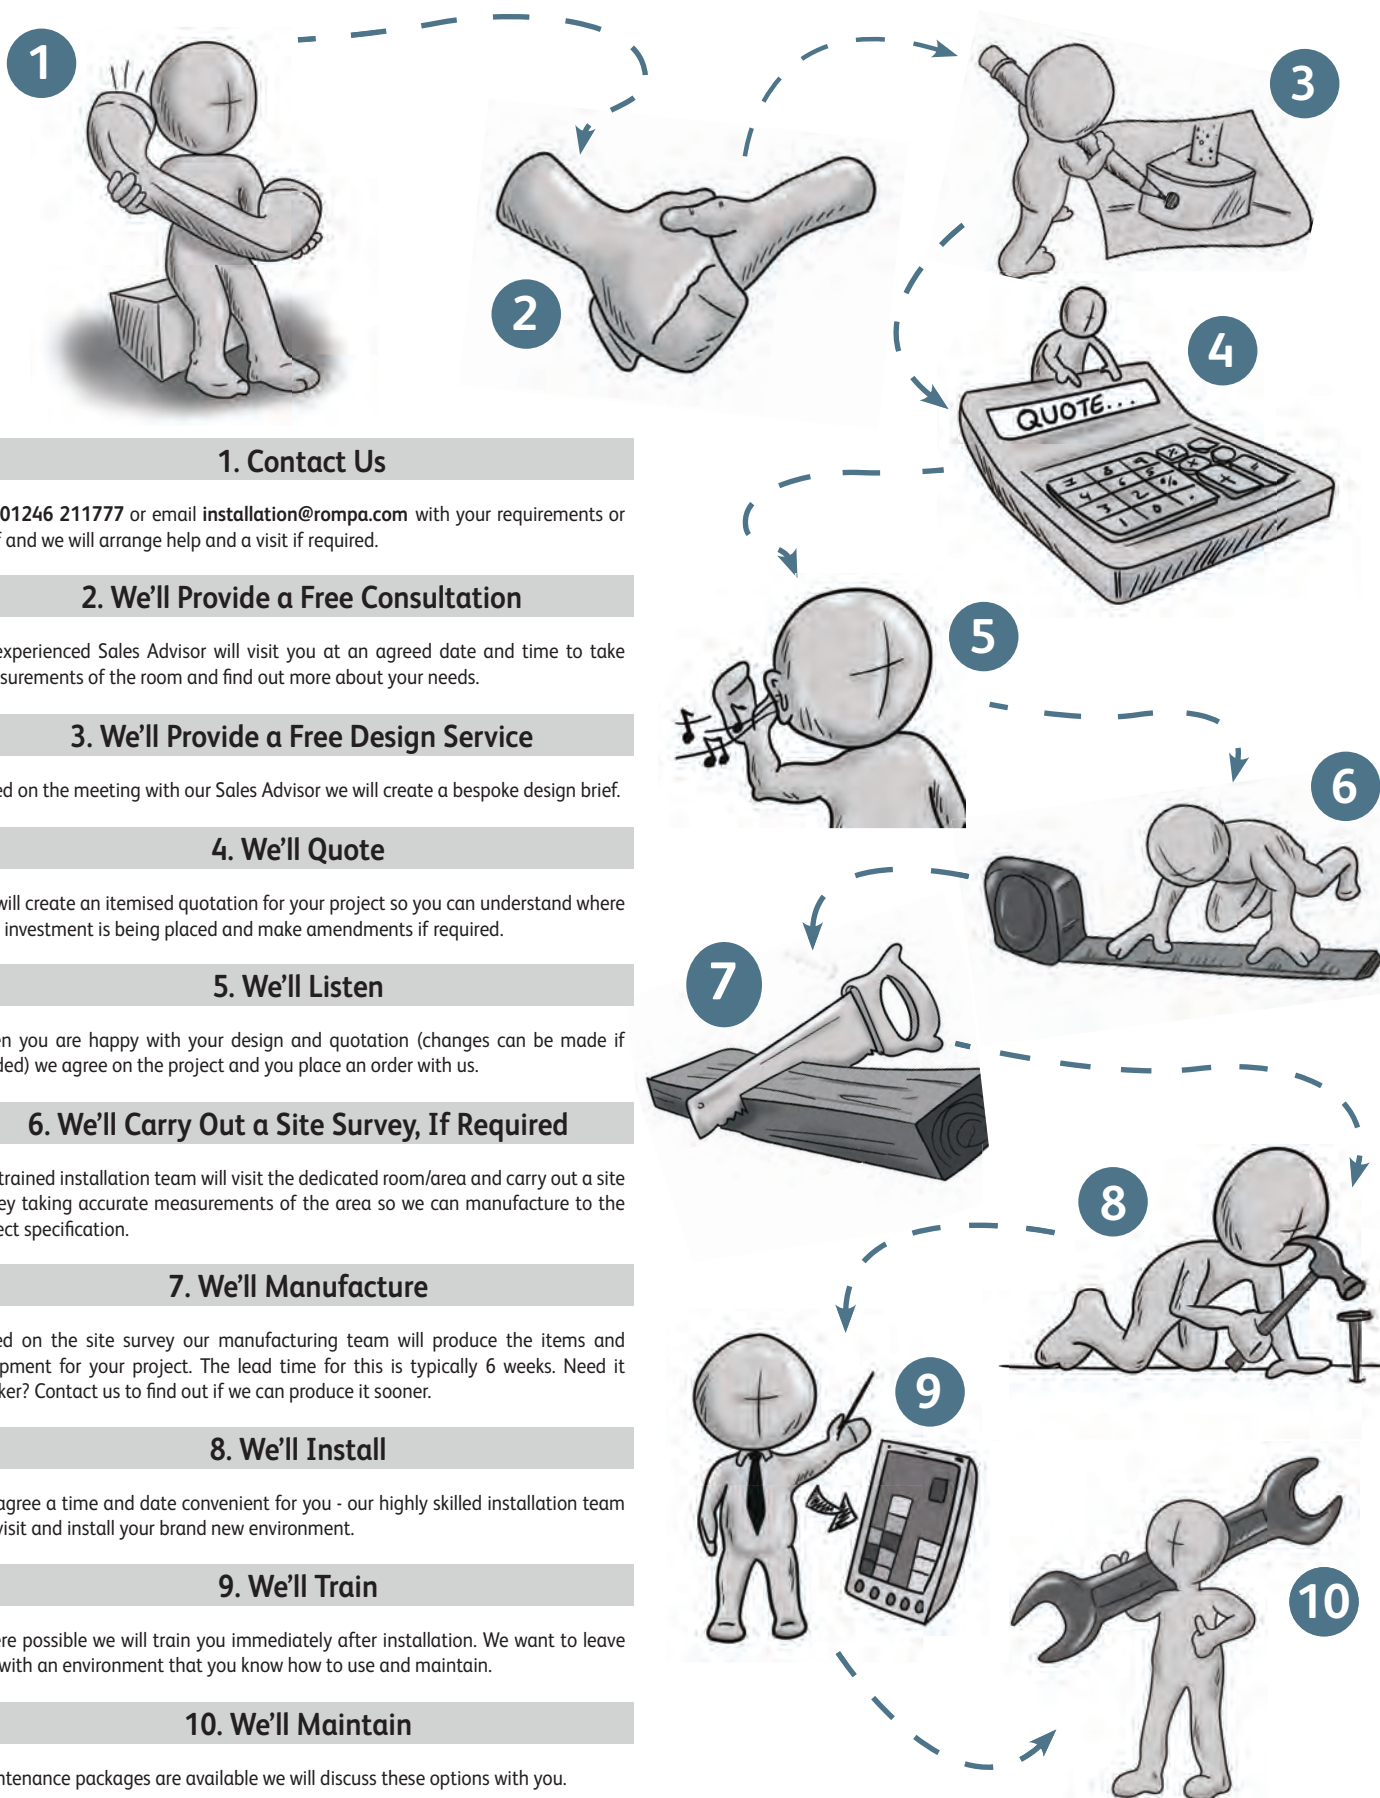 1
2
3
4
QUOTE...
5
6
7
8
9
10
1. Contact Us
01246 211777 or email installation@rompa.com with your requirements or
and we will arrange help and a visit if required.
2. We'll Provide a Free Consultation
experienced Sales Advisor will visit you at an agreed date and time to take
surements of the room and find out more about your needs.
3. We'll Provide a Free Design Service
ed on the meeting with our Sales Advisor we will create a bespoke design brief.
4. We'll Quote
will create an itemised quotation for your project so you can understand where
investment is being placed and make amendments if required.
5. We'll Listen
en you are happy with your design and quotation (changes can be made if
ded) we agree on the project and you place an order with us.
6. We'll Carry Out a Site Survey, If Required
trained installation team will visit the dedicated room/area and carry out a site
ey taking accurate measurements of the area so we can manufacture to the
ect specification.
7. We'll Manufacture
ed on the site survey our manufacturing team will produce the items and
pment for your project. The lead time for this is typically 6 weeks. Need it
ker? Contact us to find out if we can produce it sooner.
8. We'll Install
agree a time and date convenient for you - our highly skilled installation team
visit and install your brand new environment.
9. We'll Train
ere possible we will train you immediately after installation. We want to leave
with an environment that you know how to use and maintain.
10. We'll Maintain
ntenance packages are available we will discuss these options with you.